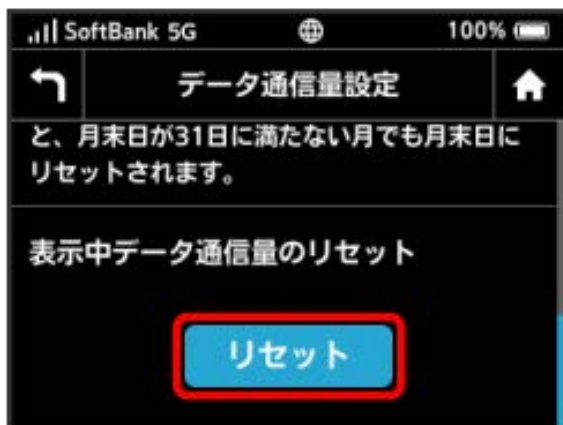 SoftBank 5G 100%
データ通信量設定
と、月末日が31日に満たない月でも月末日に
リセットされます。
表示中データ通信量のリセット
リセット